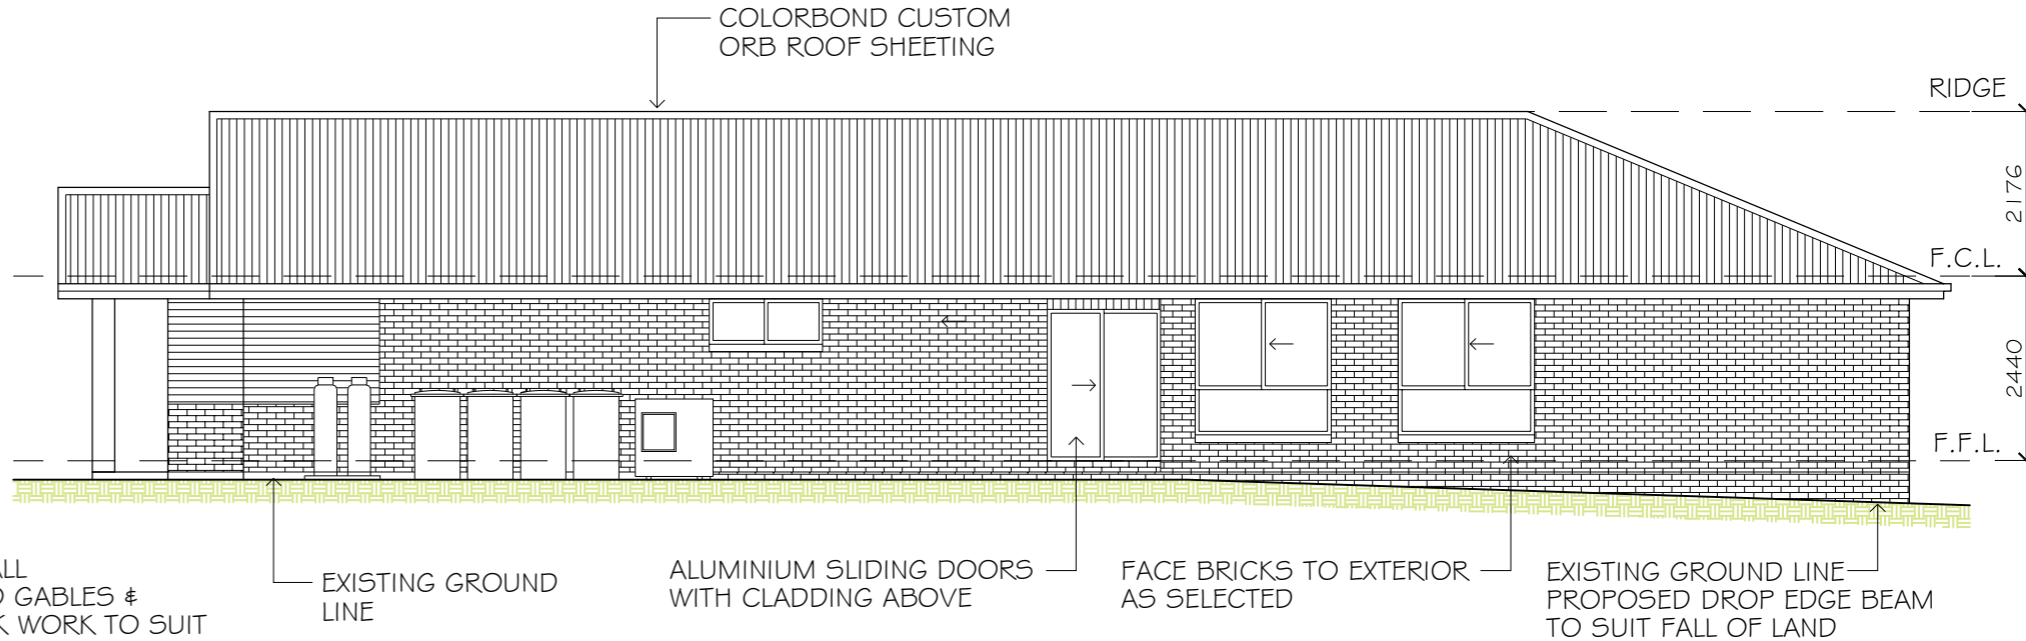 COLORBOND CUSTOM
ORB ROOF SHEETING
RIDGE
2176
F.C.L.
2440
F.F.L.
GABLES &
WORK TO SUIT
EXISTING GROUND
LINE
ALUMINIUM SLIDING DOORS
WITH CLADDING ABOVE
FACE BRICKS TO EXTERIOR
AS SELECTED
EXISTING GROUND LINE
PROPOSED DROP EDGE BEAM
TO SUIT FALL OF LAND